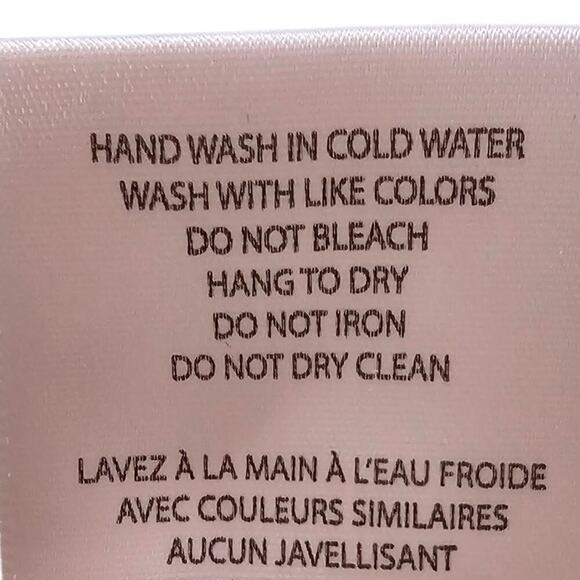 HAND WASH IN COLD WATER
WASH WITH LIKE COLORS
DO NOT BLEACH
HANG TO DRY
DO NOT IRON
DO NOT DRY CLEAN
LAVEZ À LA MAIN À L'EAU FROIDE
AVEC COULEURS SIMILAIRES
AUCUN JAVELLISANT